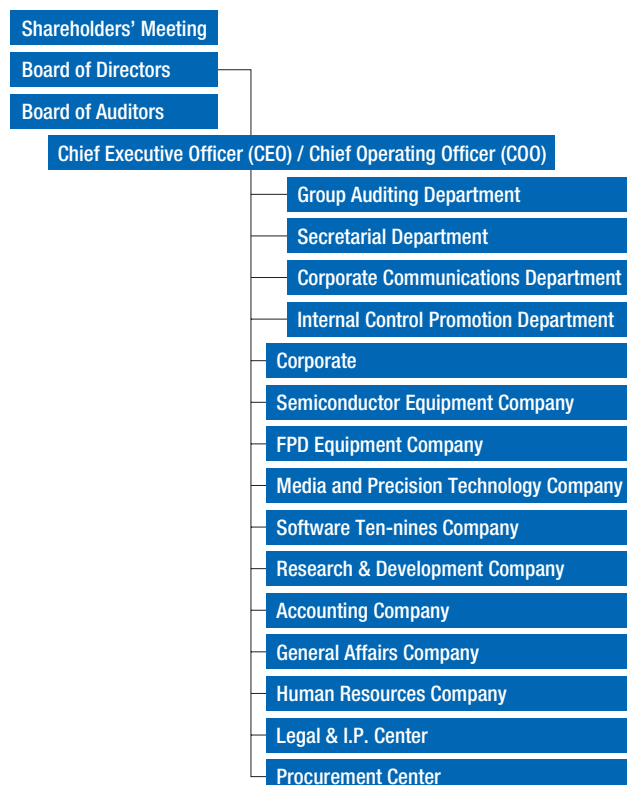 Shareholders’ Meeting
Board of Directors
Board of Auditors
Chief Executive Officer (CEO) / Chief Operating Officer (COO)
Group Auditing Department
Secretarial Department
Corporate Communications Department
Internal Control Promotion Department
Corporate
Semiconductor Equipment Company
FPD Equipment Company
Media and Precision Technology Company
Software Ten-nines Company
Research & Development Company
Accounting Company
General Affairs Company
Human Resources Company
Legal & I.P. Center
Procurement Center